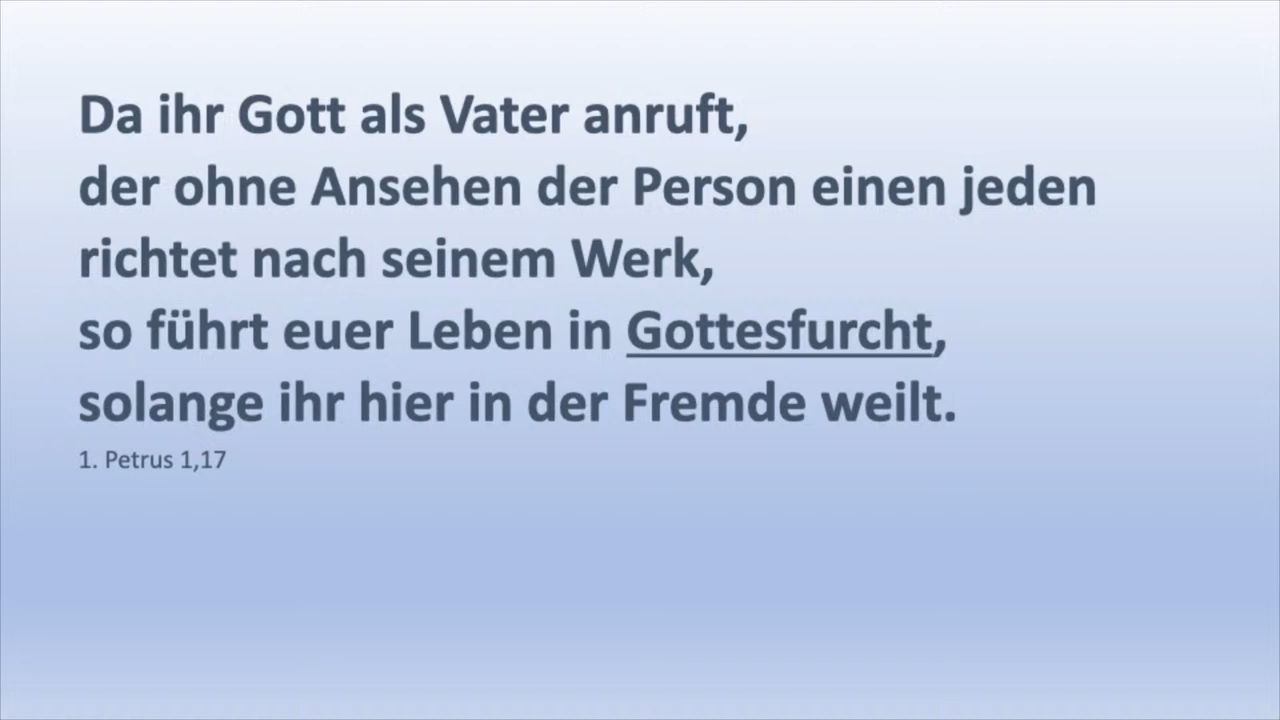 Da ihr Gott als Vater anruft,
der ohne Ansehen der Person einen jeden
richtet nach seinem Werk,
so führt euer Leben in Gottesfurcht,
solange ihr hier in der Fremde weilt.
1. Petrus 1,17